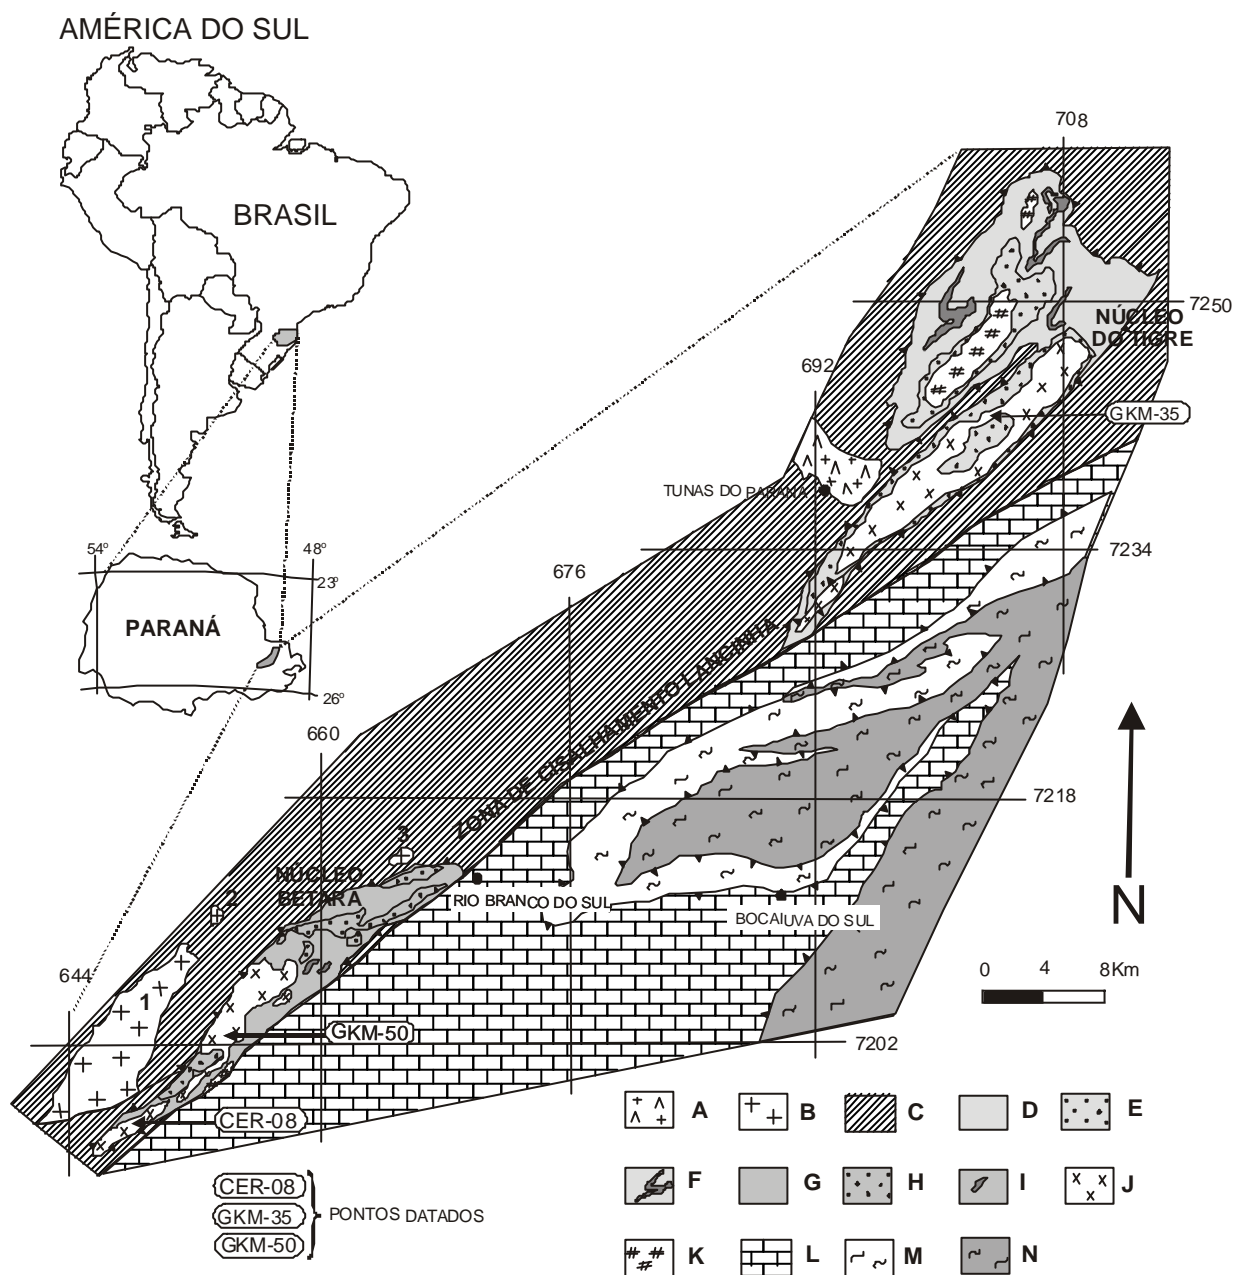 AMÉRICA DO SUL
BRASIL
54º
48º
23º
PARANÁ
26º
708
7250
NÚCLEO
DO TIGRE
692
GKM-35
TUNAS DO PARANÁ
7234
676
ZONA DE CISALHAMENTO LANCINHA
660
7218
3
NÚCLEO
BETARA
2
RIO BRANCO DO SUL
BOCAIUVA DO SUL
N
644
1
0 4 8Km
GKM-50
7202
CER-08
A B C D E
F G H I J
K L M N
CER-08
GKM-35
GKM-50
PONTOS DATADOS